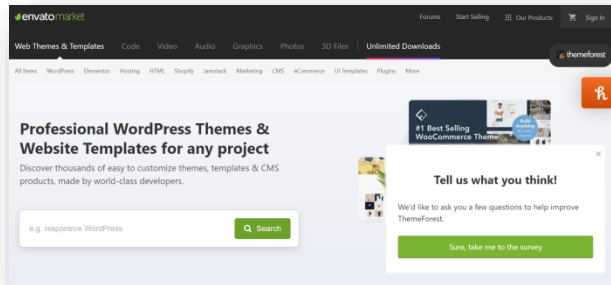 envatomarket
Forums Start Selling Our Products Sign In
Web Themes & Templates Code Video Audio Graphics Photos 3D Files Unlimited Downloads
themeforest
All Items WordPress Elementor Hosting HTML Shopify Jamstack Marketing CMS eCommerce UI Templates Plugins More
Professional WordPress Themes &
Website Templates for any project
Discover thousands of easy to customize themes, templates & CMS
products, made by world-class developers.
e.g. responsive WordPress
Search
#1 Best Selling
WooCommerce Theme
Build
Anything
Tell us what you think!
We'd like to ask you a few questions to help improve
ThemeForest.
Sure, take me to the survey